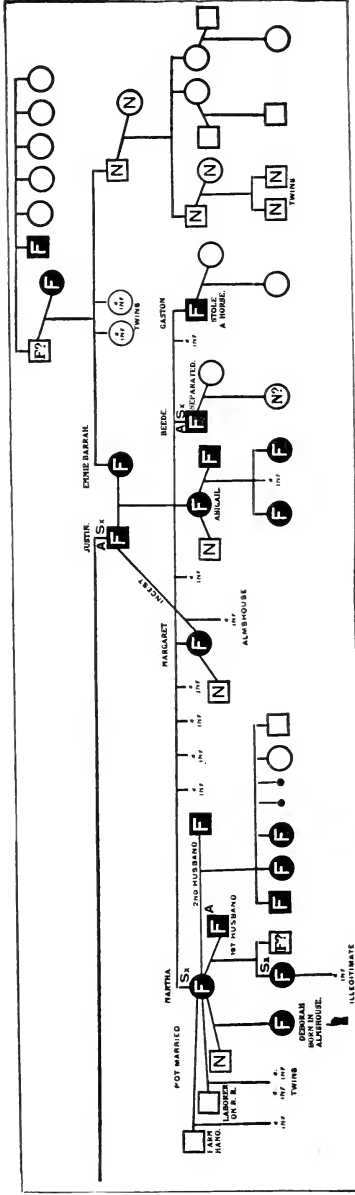 F
F? F
d. INF
d. INF
TWINS
N N
JUSTIN.
EMMIE BARRAH.
A Sx
F F
INCEST
MARTHA
MARGARET
BEEDE.
GASTON
Sx
A Sx
d. INF
d. INF
d. INF
d. INF
d. INF
d. INF
F
F
F
F
F
N N
NOT MARRIED
2ND HUSBAND
F
1ST HUSBAND
F A
ABIGAIL
F
SEPARATED.
STOLE
A HORSE.
FARM
HAND.
LABORER
ON R. R.
N
N
N
d. INF
ALMSHOUSE
d. INF
d. d.
INF INF
TWINS
F
DEBORAH
BORN IN
ALMSHOUSE.
Sx
F F?
F F F
F d. INF F
N?
N N
TWINS
d. INF
ILLEGITIMATE